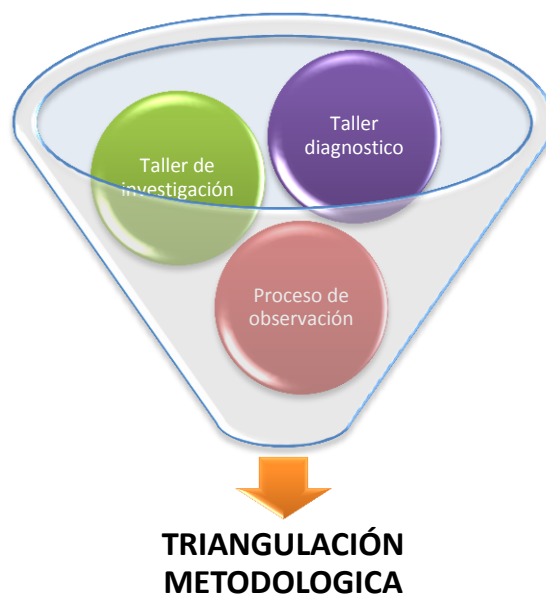 Taller
diagnostico
Taller de
investigación
Proceso de
observación
TRIANGULACIÓN
METODOLOGICA